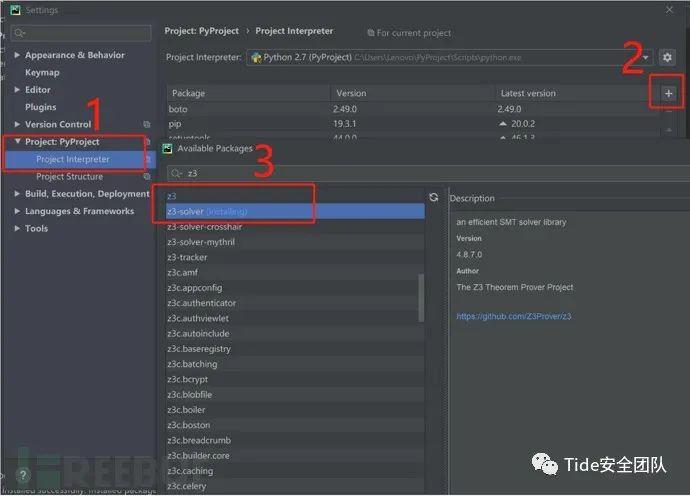 Settings
Project: PyProject › Project Interpreter
For current project
Appearance & Behavior
Keymap
Editor
Plugins
Version Control
Project: PyProject
Project Interpreter
Project Structure
Build, Execution, Deployment
Languages & Frameworks
Tools
1
Project Interpreter: Python 2.7 (PyProject) C:\Users\Lenovo\PyProject\Scripts\python.exe
2
Package Version Latest version
boto 2.49.0 2.49.0
pip 19.3.1 20.0.2
setuptools 44.0.0 46.1.3
Available Packages
3
z3
z3
z3-solver (installing)
z3-solver-crosshair
z3-solver-mythril
z3-tracker
z3c.amf
z3c.appconfig
z3c.authenticator
z3c.authviewlet
z3c.autoinclude
z3c.baseregistry
z3c.batching
z3c.bcrypt
z3c.blobfile
z3c.boiler
z3c.boston
z3c.breadcrumb
z3c.builder.core
z3c.caching
z3c.celery
Description
an efficient SMT solver library
Version
4.8.7.0
Author
The Z3 Theorem Prover Project
https://github.com/Z3Prover/z3
REEBUF
Tide安全团队
installed successfully: Installed package